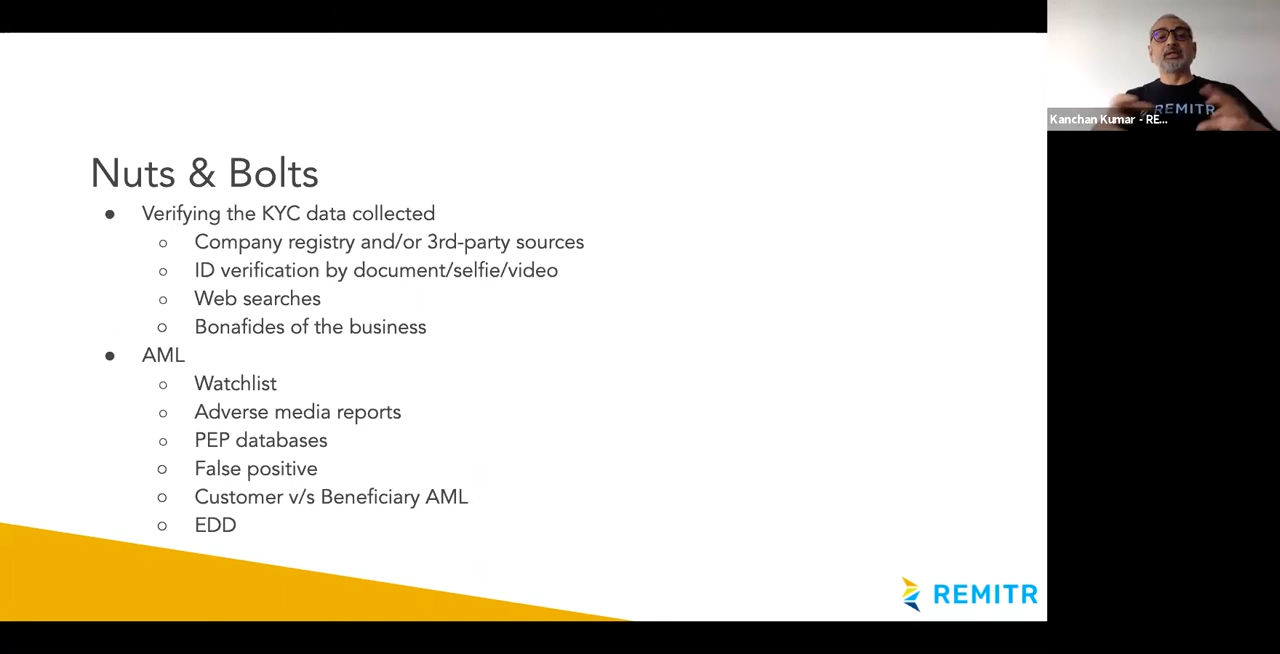 Nuts & Bolts
● Verifying the KYC data collected
○ Company registry and/or 3rd-party sources
○ ID verification by document/selfie/video
○ Web searches
○ Bonafides of the business
● AML
○ Watchlist
○ Adverse media reports
○ PEP databases
○ False positive
○ Customer v/s Beneficiary AML
○ EDD
REMITR
REMITR
Kanchan Kumar - RE...